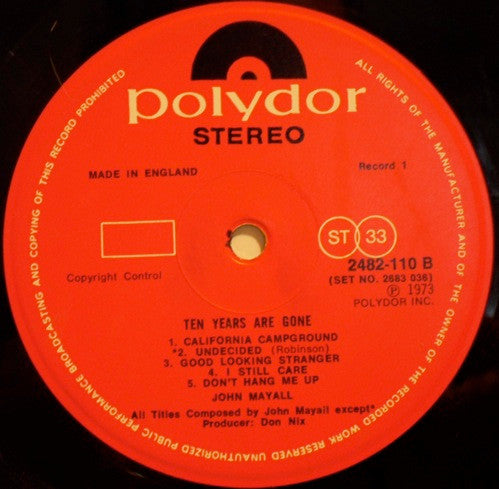 polydor
STEREO
MADE IN ENGLAND
Record 1
ST 33
2482-110 B
(SET NO. 2683 036)
Copyright Control
Ⓟ 1973
POLYDOR INC.
TEN YEARS ARE GONE
1. CALIFORNIA CAMPGROUND
*2. UNDECIDED (Robinson)
3. GOOD LOOKING STRANGER
4. I STILL CARE
5. DON'T HANG ME UP
JOHN MAYALL
All Titles Composed by John Mayall except*
Producer: Don Nix
ALL RIGHTS OF THE MANUFACTURER AND OF THE OWNER OF THE RECORDED WORK RESERVED UNAUTHORIZED PUBLIC PERFORMANCE BROADCASTING AND COPYING OF THIS RECORD PROHIBITED